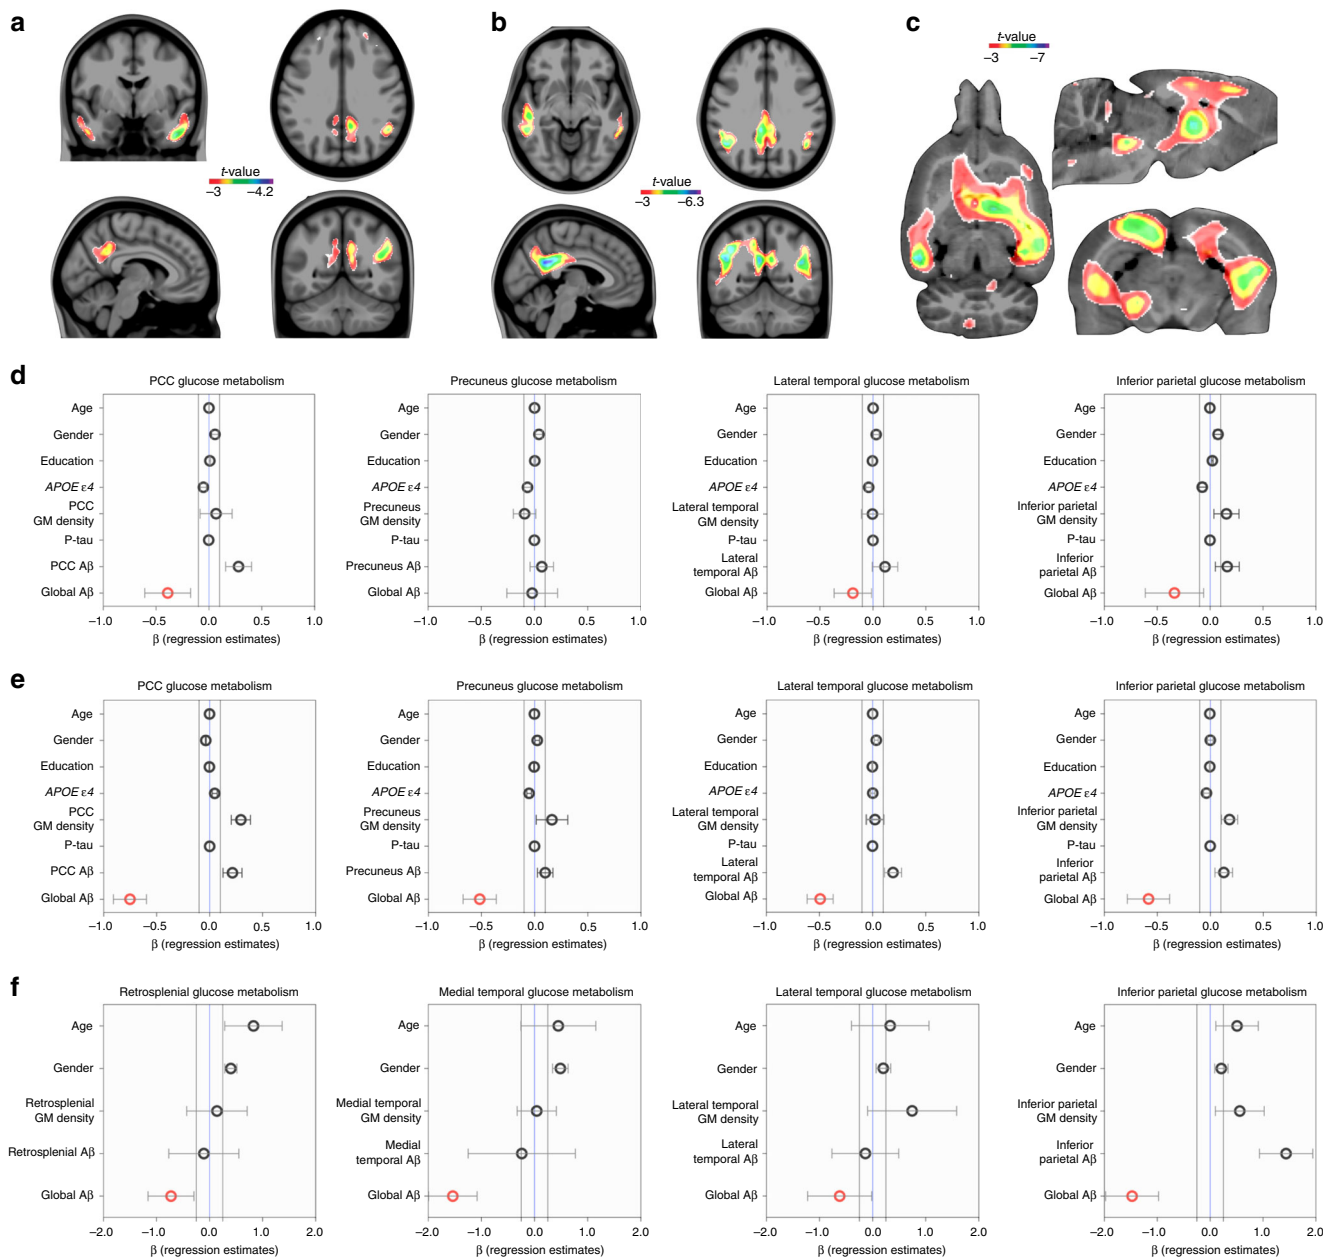 a
b
c
t-value
−3 −4.2
t-value
−3 −6.3
t-value
−3 −7
d
PCC glucose metabolism
Age
Gender
Education
APOE ε4
PCC
GM density
P-tau
PCC Aβ
Global Aβ
−1.0 −0.5 0.0 0.5 1.0
β (regression estimates)
Precuneus glucose metabolism
Age
Gender
Education
APOE ε4
Precuneus
GM density
P-tau
Precuneus Aβ
Global Aβ
−1.0 −0.5 0.0 0.5 1.0
β (regression estimates)
Lateral temporal glucose metabolism
Age
Gender
Education
APOE ε4
Lateral temporal
GM density
P-tau
Lateral
temporal Aβ
Global Aβ
−1.0 −0.5 0.0 0.5 1.0
β (regression estimates)
Inferior parietal glucose metabolism
Age
Gender
Education
APOE ε4
Inferior parietal
GM density
P-tau
Inferior
parietal Aβ
Global Aβ
−1.0 −0.5 0.0 0.5 1.0
β (regression estimates)
e
PCC glucose metabolism
Age
Gender
Education
APOE ε4
PCC
GM density
P-tau
PCC Aβ
Global Aβ
−1.0 −0.5 0.0 0.5 1.0
β (regression estimates)
Precuneus glucose metabolism
Age
Gender
Education
APOE ε4
Precuneus
GM density
P-tau
Precuneus Aβ
Global Aβ
−1.0 −0.5 0.0 0.5 1.0
β (regression estimates)
Lateral temporal glucose metabolism
Age
Gender
Education
APOE ε4
Lateral temporal
GM density
P-tau
Lateral
temporal Aβ
Global Aβ
−1.0 −0.5 0.0 0.5 1.0
β (regression estimates)
Inferior parietal glucose metabolism
Age
Gender
Education
APOE ε4
Inferior parietal
GM density
P-tau
Inferior
parietal Aβ
Global Aβ
−1.0 −0.5 0.0 0.5 1.0
β (regression estimates)
f
Retrosplenial glucose metabolism
Age
Gender
Retrosplenial
GM density
Retrosplenial Aβ
Global Aβ
−2.0 −1.0 0.0 1.0 2.0
β (regression estimates)
Medial temporal glucose metabolism
Age
Gender
Medial temporal
GM density
Medial
temporal Aβ
Global Aβ
−2.0 −1.0 0.0 1.0 2.0
β (regression estimates)
Lateral temporal glucose metabolism
Age
Gender
Lateral temporal
GM density
Lateral
temporal Aβ
Global Aβ
−2.0 −1.0 0.0 1.0 2.0
β (regression estimates)
Inferior parietal glucose metabolism
Age
Gender
Inferior parietal
GM density
Inferior
parietal Aβ
Global Aβ
−2.0 −1.0 0.0 1.0 2.0
β (regression estimates)